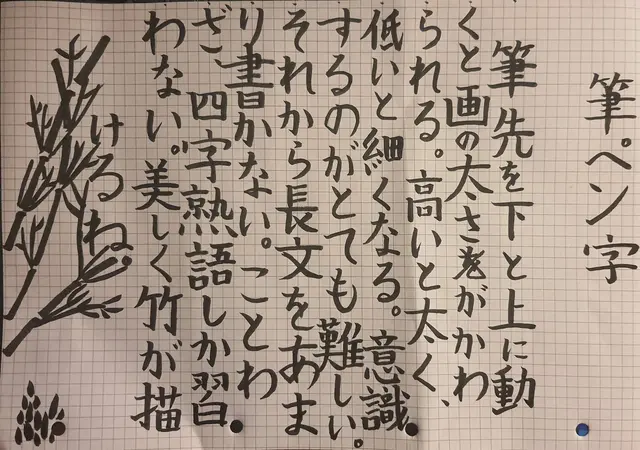 筆ペン字
筆先を下と上に動
くと画の太さをがかわ
られる。高いと太く、
低いと細くなる。意識
するのがとても難しい。
それから長文をあま
り書かない。ことわ
ざ、四字熟語しか習
わない。美しく竹が描
けるね。